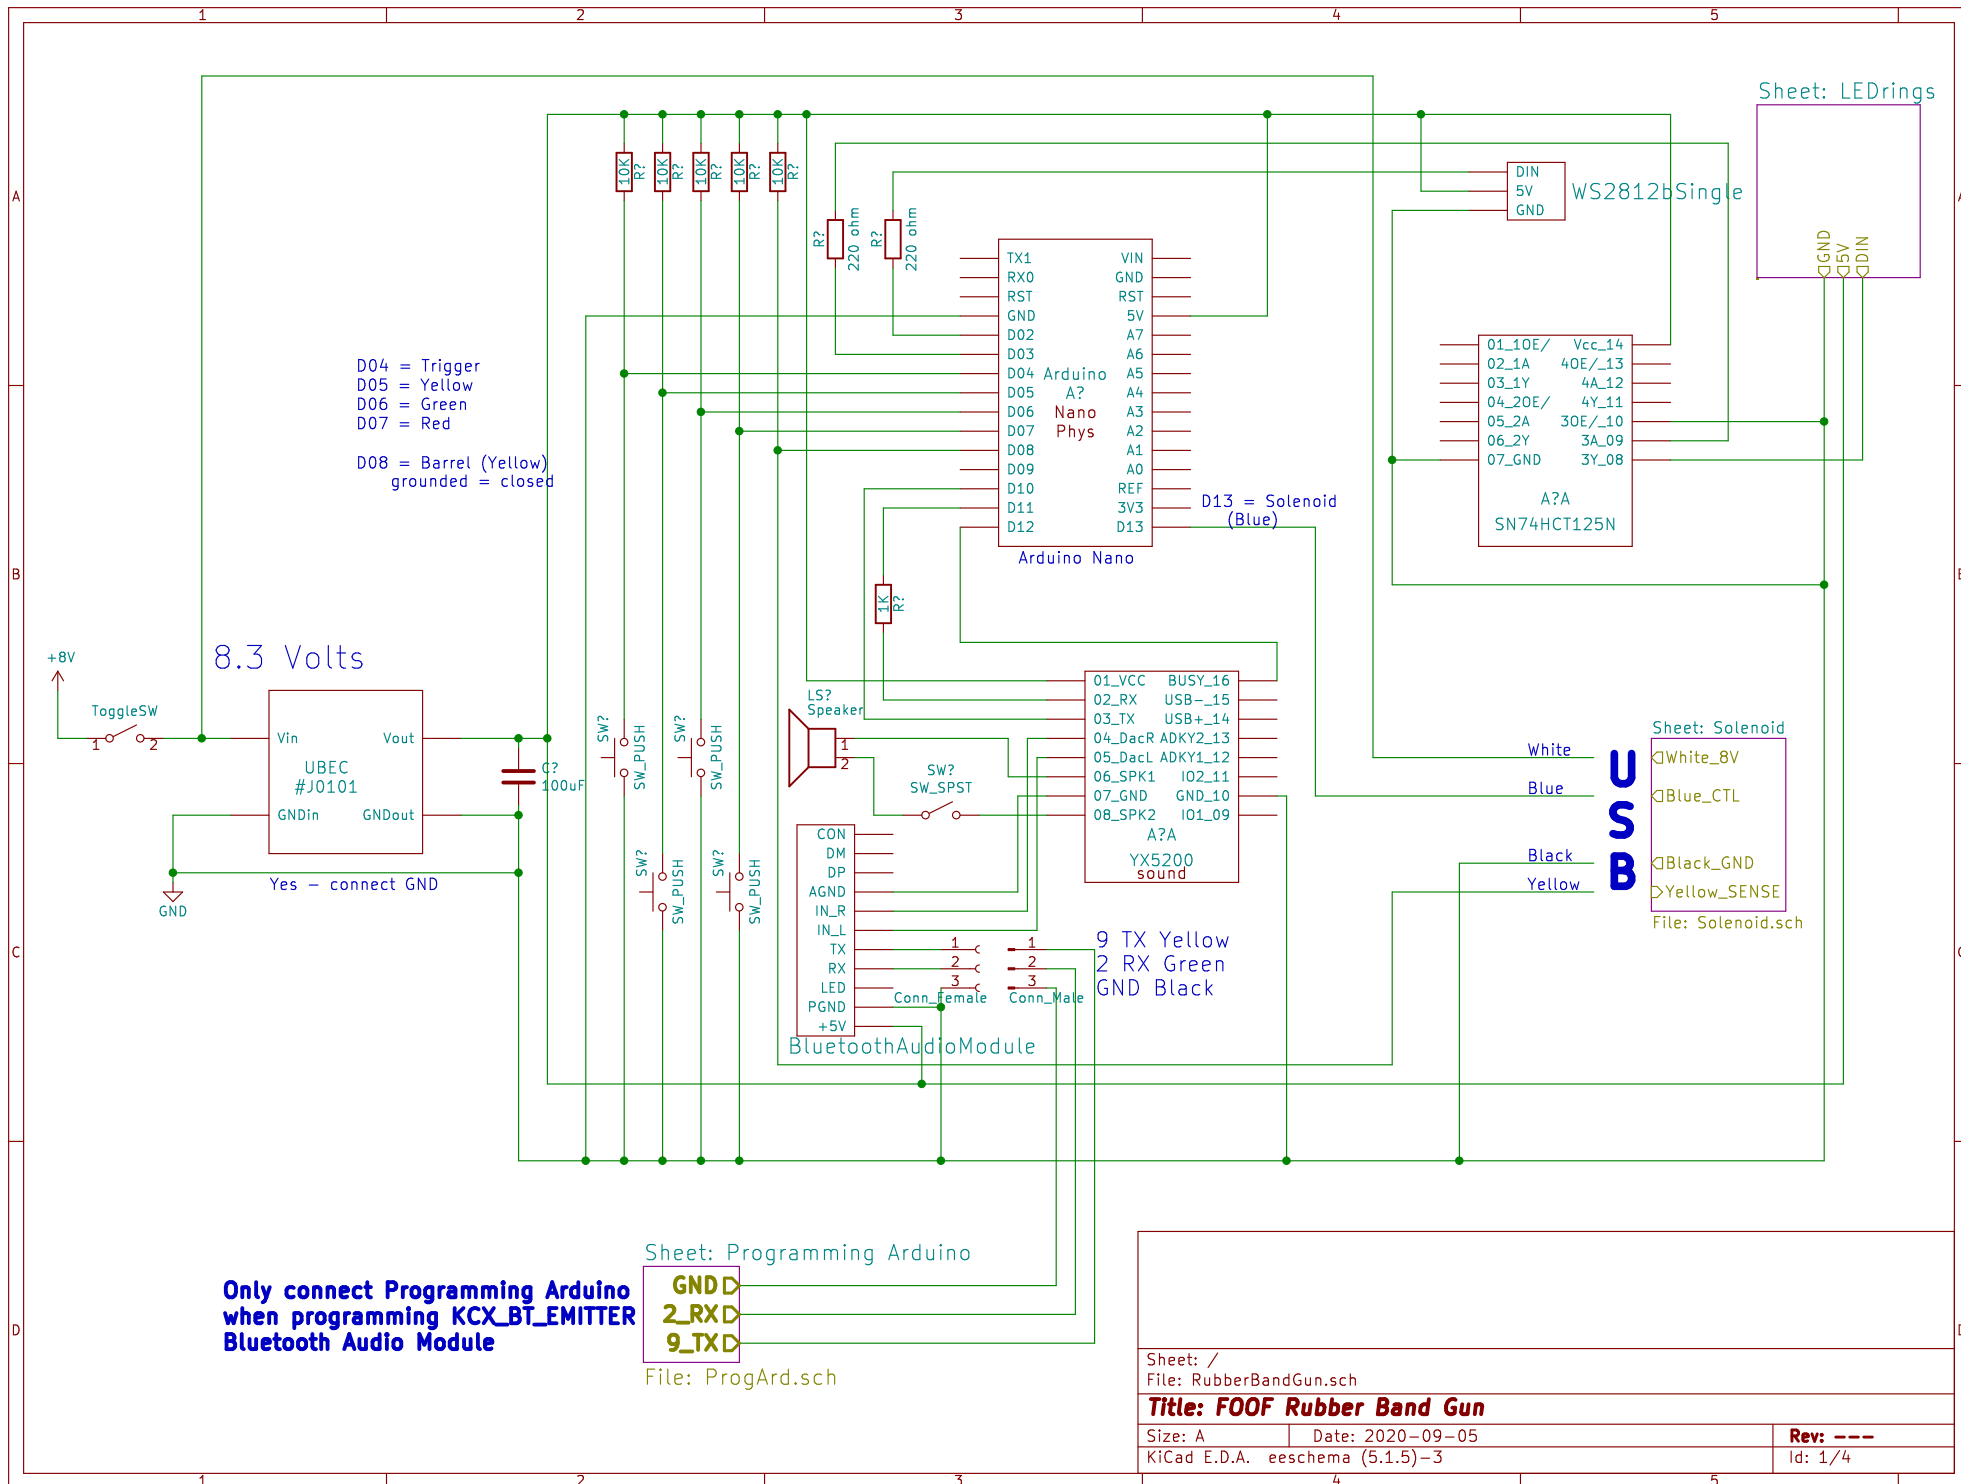 1 2 3 4 5
A
B
C
D
Sheet: LEDrings
GND
5V
DIN
10K R?
10K R?
10K R?
10K R?
10K R?
R? 220 ohm
R? 220 ohm
DIN
5V
GND
WS2812bSingle
TX1 VIN
RX0 GND
RST RST
GND 5V
D02 A7
D03 A6
D04 A5
D05 A4
D06 A3
D07 A2
D08 A1
D09 A0
D10 REF
D11 3V3
D12 D13
Arduino
A?
Nano
Phys
Arduino Nano
D04 = Trigger
D05 = Yellow
D06 = Green
D07 = Red
D08 = Barrel (Yellow)
grounded = closed
D13 = Solenoid
(Blue)
01_1OE/ Vcc_14
02_1A 4OE/_13
03_1Y 4A_12
04_2OE/ 4Y_11
05_2A 3OE/_10
06_2Y 3A_09
07_GND 3Y_08
A?A
SN74HCT125N
1K R?
+8V
8.3 Volts
ToggleSW
1 2
Vin Vout
UBEC
#J0101
GNDin GNDout
C?
100uF
Yes - connect GND
GND
SW? SW_PUSH
SW? SW_PUSH
SW? SW_PUSH
SW? SW_PUSH
LS?
Speaker
1
2
SW?
SW_SPST
01_VCC BUSY_16
02_RX USB-_15
03_TX USB+_14
04_DacR ADKY2_13
05_DacL ADKY1_12
06_SPK1 IO2_11
07_GND GND_10
08_SPK2 IO1_09
A?A
YX5200
sound
CON
DM
DP
AGND
IN_R
IN_L
TX
RX
LED
PGND
+5V
BluetoothAudioModule
1 1
2 2
3 3
Conn_Female Conn_Male
9 TX Yellow
2 RX Green
GND Black
White
Blue
Black
Yellow
U
S
B
Sheet: Solenoid
White_8V
Blue_CTL
Black_GND
Yellow_SENSE
File: Solenoid.sch
Sheet: Programming Arduino
GND
2_RX
9_TX
File: ProgArd.sch
Only connect Programming Arduino
when programming KCX_BT_EMITTER
Bluetooth Audio Module
Sheet: /
File: RubberBandGun.sch
Title: FOOF Rubber Band Gun
Size: A Date: 2020-09-05 Rev: ---
KiCad E.D.A. eeschema (5.1.5)-3 Id: 1/4
1 2 3 4 5